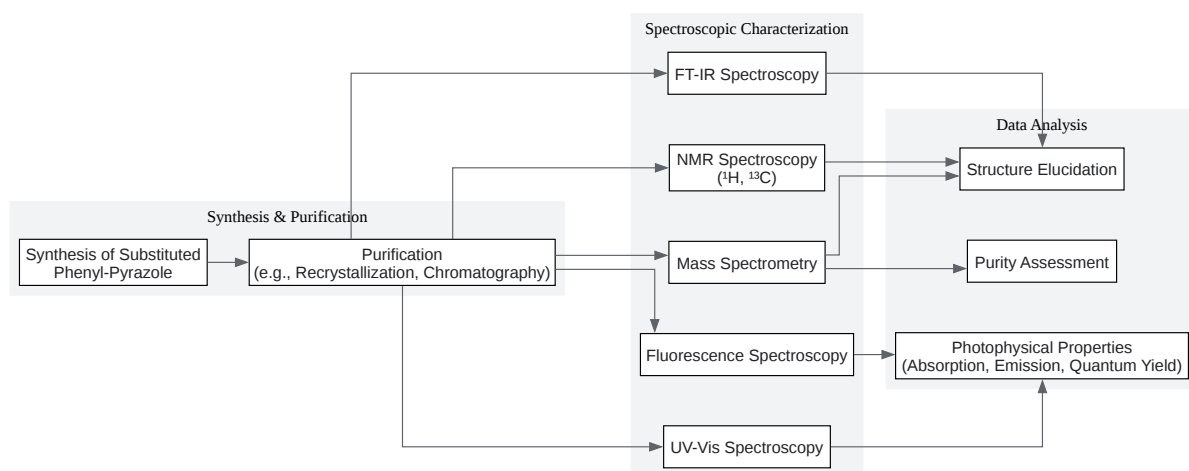 Spectroscopic Characterization
FT-IR Spectroscopy
Data Analysis
NMR Spectroscopy
(¹H, ¹³C)
Structure Elucidation
Synthesis & Purification
Synthesis of Substituted
Phenyl-Pyrazole
Purification
(e.g., Recrystallization, Chromatography)
Mass Spectrometry
Purity Assessment
Fluorescence Spectroscopy
Photophysical Properties
(Absorption, Emission, Quantum Yield)
UV-Vis Spectroscopy